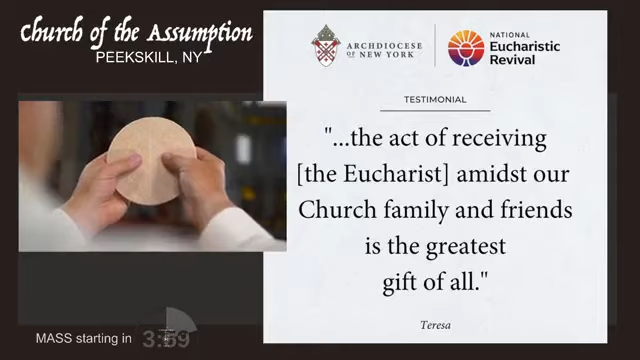 Church of the Assumption
PEEKSKILL, NY
ARCHDIOCESE
OF NEW YORK
NATIONAL
Eucharistic
Revival
TESTIMONIAL
"...the act of receiving
[the Eucharist] amidst our
Church family and friends
is the greatest
gift of all."
Teresa
MASS starting in 3:59